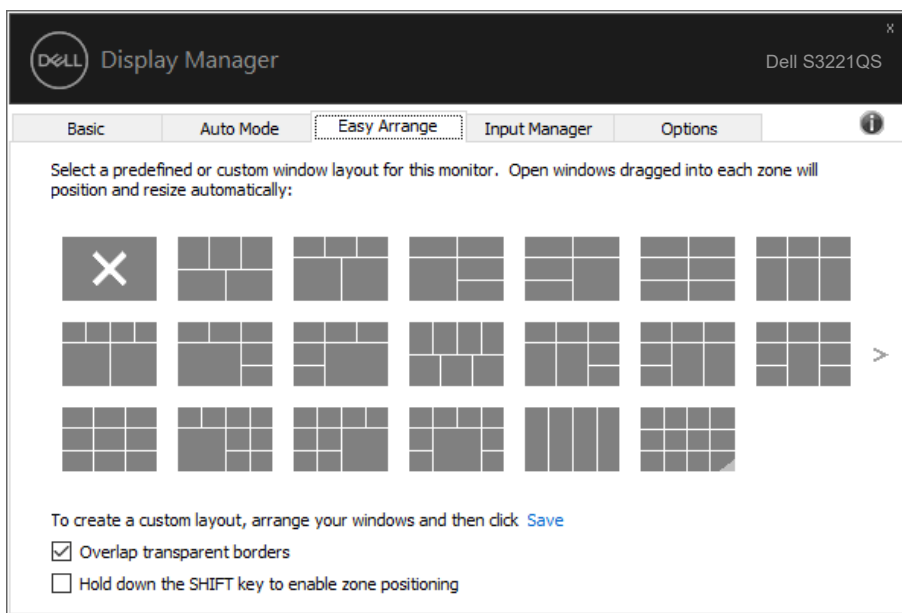 x
DELL Display Manager
Dell S3221QS
Basic Auto Mode Easy Arrange Input Manager Options
Select a predefined or custom window layout for this monitor. Open windows dragged into each zone will
position and resize automatically:
>
To create a custom layout, arrange your windows and then click Save
Overlap transparent borders
Hold down the SHIFT key to enable zone positioning